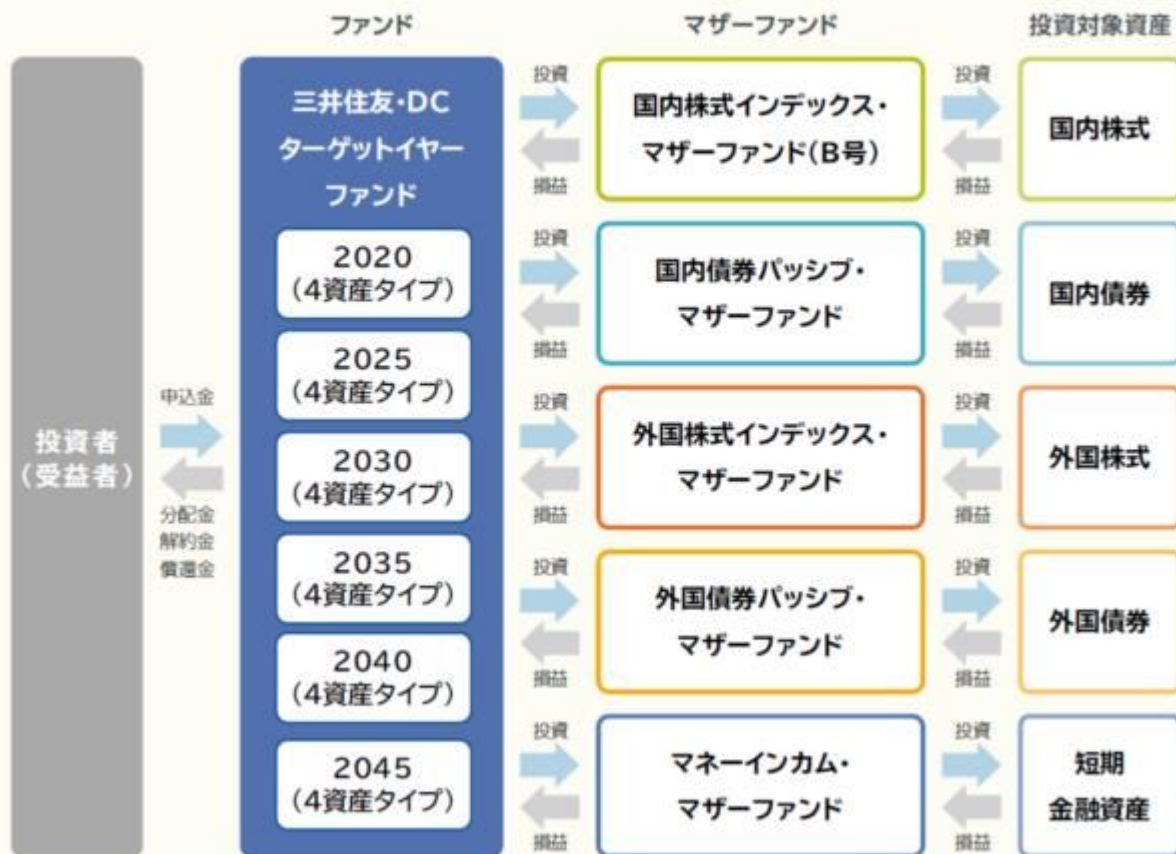 ファンド
マザーファンド
投資対象資産
投資者
(受益者)
申込金
分配金
解約金
償還金
三井住友・DC
ターゲットイヤー
ファンド
2020
(4資産タイプ)
2025
(4資産タイプ)
2030
(4資産タイプ)
2035
(4資産タイプ)
2040
(4資産タイプ)
2045
(4資産タイプ)
投資
損益
国内株式インデックス・
マザーファンド(B号)
投資
損益
国内株式
投資
損益
国内債券パッシブ・
マザーファンド
投資
損益
国内債券
投資
損益
外国株式インデックス・
マザーファンド
投資
損益
外国株式
投資
損益
外国債券パッシブ・
マザーファンド
投資
損益
外国債券
投資
損益
マネーインカム・
マザーファンド
投資
損益
短期
金融資産